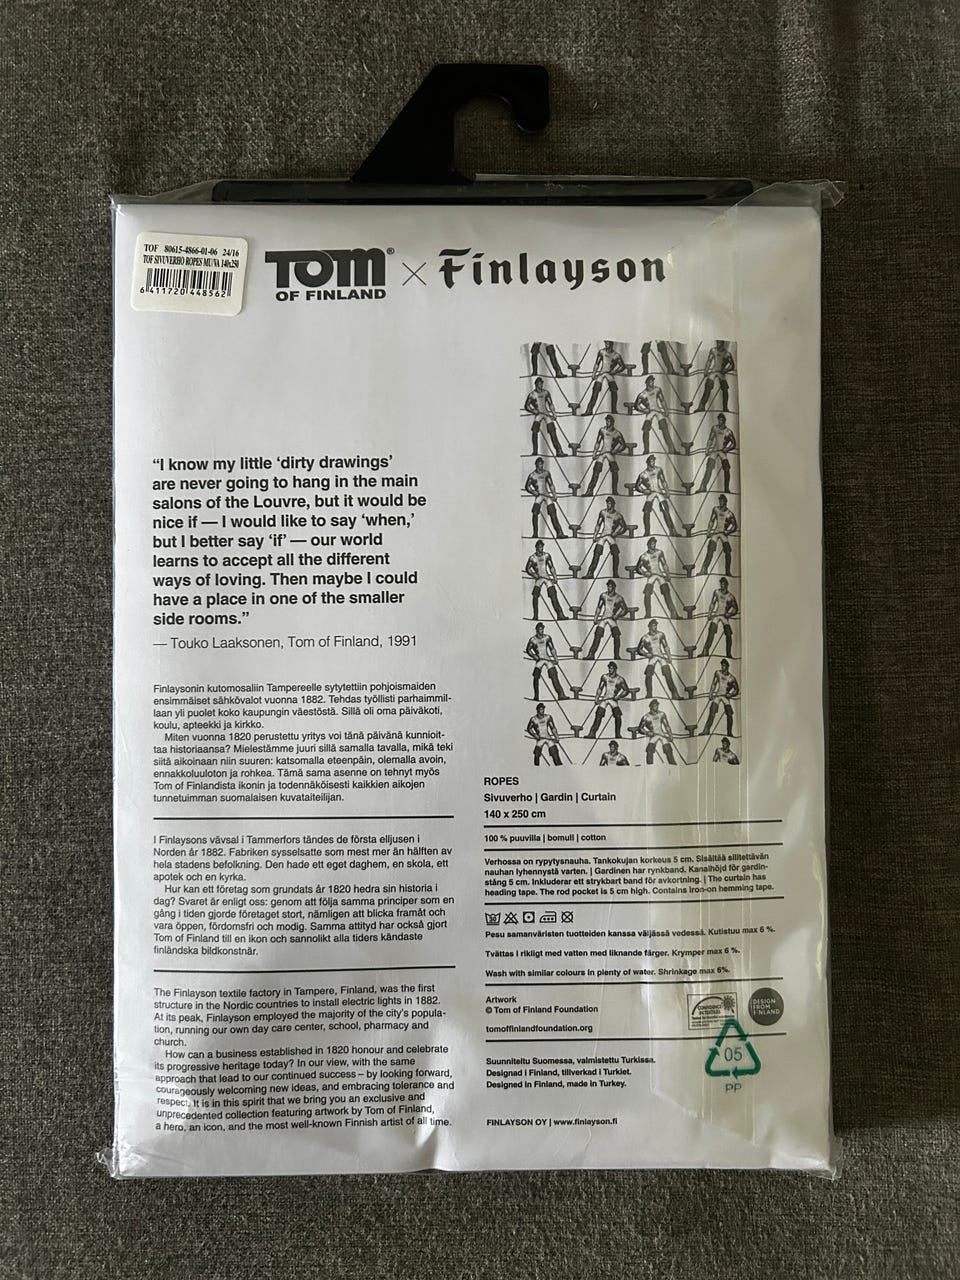 TOF 80615-4866-01-06 24/16
TOF SIVUVERHO ROPES MU/VA 140x250
6 411720 448562
TOM®
OF FINLAND
× Finlayson
“I know my little ‘dirty drawings’
are never going to hang in the main
salons of the Louvre, but it would be
nice if — I would like to say ‘when,’
but I better say ‘if’ — our world
learns to accept all the different
ways of loving. Then maybe I could
have a place in one of the smaller
side rooms.”
— Touko Laaksonen, Tom of Finland, 1991
Finlaysonin kutomosaliin Tampereelle sytytettiin pohjoismaiden
ensimmäiset sähkövalot vuonna 1882. Tehdas työllisti parhaimmil-
laan yli puolet koko kaupungin väestöstä. Sillä oli oma päiväkoti,
koulu, apteekki ja kirkko.
Miten vuonna 1820 perustettu yritys voi tänä päivänä kunnioit-
taa historiaansa? Mielestämme juuri sillä samalla tavalla, mikä teki
siitä aikoinaan niin suuren: katsomalla eteenpäin, olemalla avoin,
ennakkoluuloton ja rohkea. Tämä sama asenne on tehnyt myös
Tom of Finlandista ikonin ja todennäköisesti kaikkien aikojen
tunnetuimman suomalaisen kuvataiteilijan.
I Finlaysons vävsal i Tammerfors tändes de första elljusen i
Norden år 1882. Fabriken sysselsatte som mest mer än hälften av
hela stadens befolkning. Den hade ett eget daghem, en skola, ett
apotek och en kyrka.
Hur kan ett företag som grundats år 1820 hedra sin historia i
dag? Svaret är enligt oss: genom att följa samma principer som en
gång i tiden gjorde företaget stort, nämligen att blicka framåt och
vara öppen, fördomsfri och modig. Samma attityd har också gjort
Tom of Finland till en ikon och sannolikt alla tiders kändaste
finländska bildkonstnär.
The Finlayson textile factory in Tampere, Finland, was the first
structure in the Nordic countries to install electric lights in 1882.
At its peak, Finlayson employed the majority of the city's popula-
tion, running our own day care center, school, pharmacy and
church.
How can a business established in 1820 honour and celebrate
its progressive heritage today? In our view, with the same
approach that lead to our continued success – by looking forward,
courageously welcoming new ideas, and embracing tolerance and
respect. It is in this spirit that we bring you an exclusive and
unprecedented collection featuring artwork by Tom of Finland,
a hero, an icon, and the most well-known Finnish artist of all time.
ROPES
Sivuverho | Gardin | Curtain
140 x 250 cm
100 % puuvilla | bomull | cotton
Verhossa on rypytysnauha. Tankokujan korkeus 5 cm. Sisältää silitettävän
nauhan lyhennystä varten. | Gardinen har rynkband. Kanalhöjd för gardin-
stång 5 cm. Inkluderar ett strykbart band för avkortning. | The curtain has
heading tape. The rod pocket is 5 cm high. Contains iron-on hemming tape.
Pesu samanväristen tuotteiden kanssa väljässä vedessä. Kutistuu max 6 %.
Tvättas i rikligt med vatten med liknande färger. Krymper max 6 %.
Wash with similar colours in plenty of water. Shrinkage max 6%.
Artwork
© Tom of Finland Foundation
tomoffinlandfoundation.org
CONFIDENCE
IN TEXTILES
DESIGN
FROM
FINLAND
05
PP
Suunniteltu Suomessa, valmistettu Turkissa.
Designad i Finland, tillverkad i Turkiet.
Designed in Finland, made in Turkey.
FINLAYSON OY | www.finlayson.fi